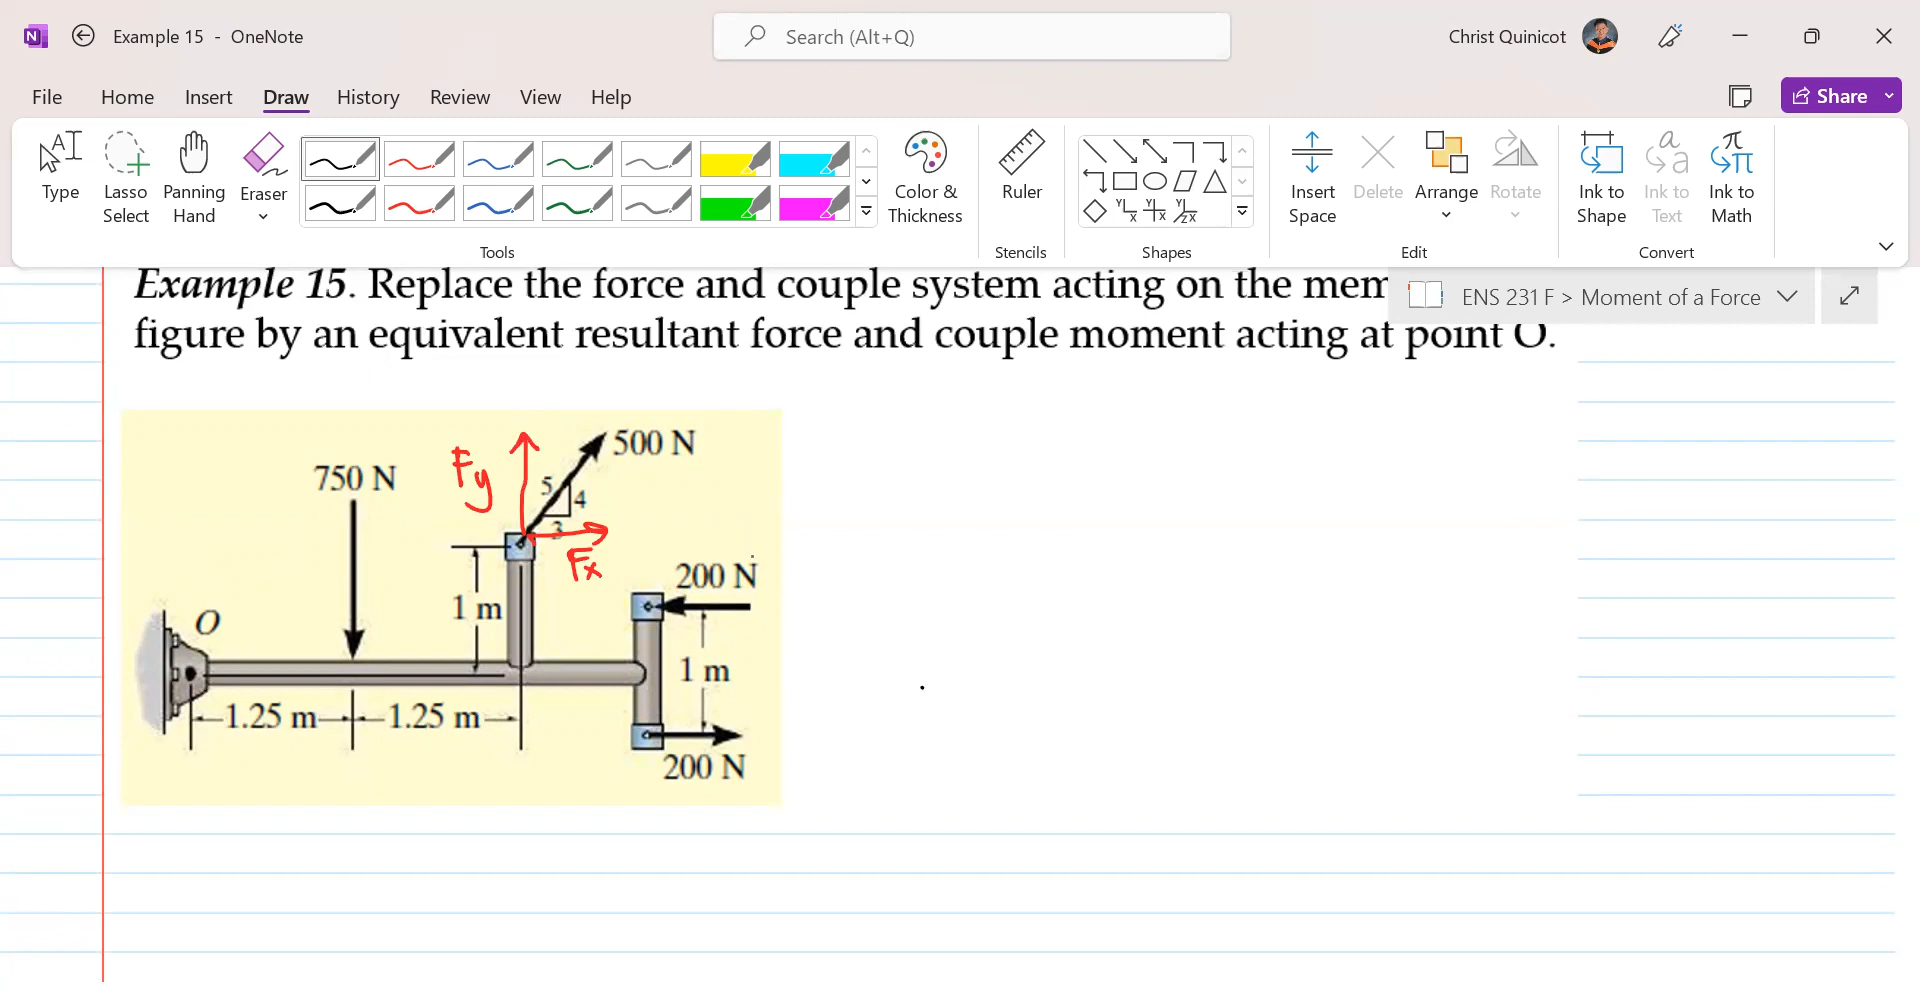 Example 15 - OneNote
Search (Alt+Q)
Christ Quinicot
File Home Insert Draw History Review View Help
Share
Type
Lasso Select
Panning Hand
Eraser
Color & Thickness
Ruler
Insert Space
Delete
Arrange
Rotate
Ink to Shape
Ink to Text
Ink to Math
Tools
Stencils
Shapes
Edit
Convert
Example 15. Replace the force and couple system acting on the mem
ENS 231 F > Moment of a Force
figure by an equivalent resultant force and couple moment acting at point O.
500 N
Fy
750 N
5
4
3
Fx
200 N
1 m
O
1 m
1.25 m
1.25 m
200 N